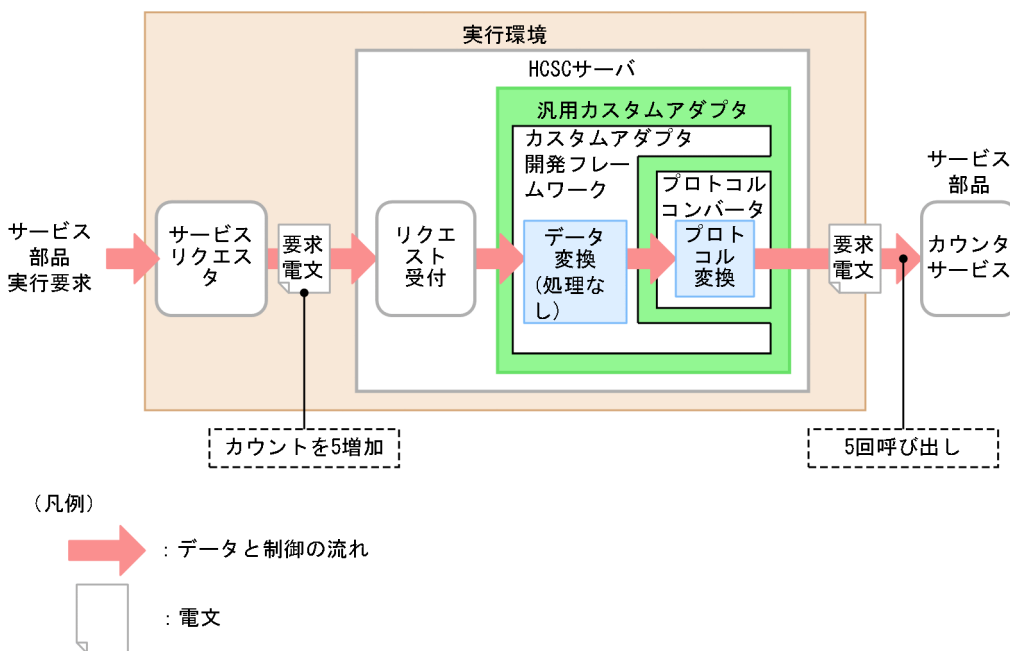 実行環境
HCSCサーバ
汎用カスタムアダプタ
カスタムアダプタ
開発フレー
ムワーク
プロトコル
コンバータ
サービス
部品
実行要求
サービス
リクエス
タ
要求
電文
リクエ
スト
受付
データ
変換
(処理な
し)
プロト
コル
変換
要求
電文
サービス
部品
カウンタ
サービス
カウントを5増加
5回呼び出し
(凡例)
：データと制御の流れ
：電文